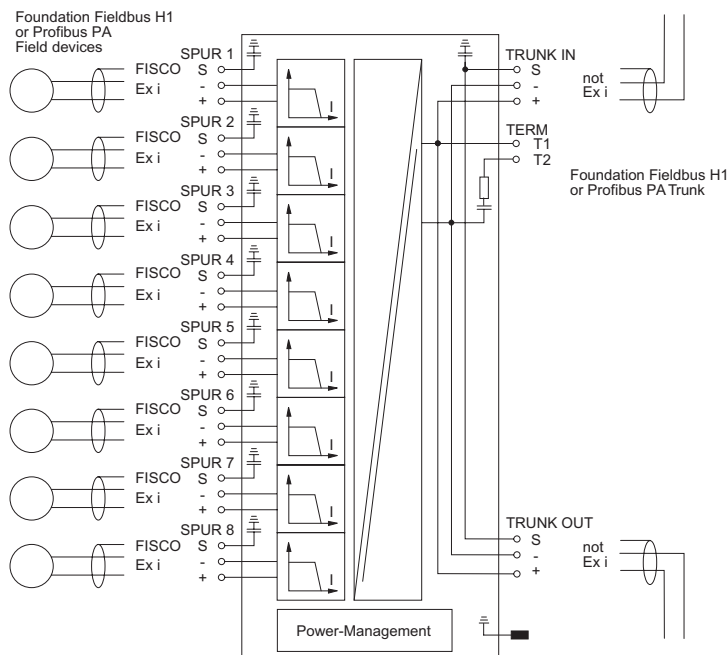 Foundation Fieldbus H1
or Profibus PA
Field devices
SPUR 1
FISCO S
Ex i -
+
I
SPUR 2
FISCO S
Ex i -
+
I
SPUR 3
FISCO S
Ex i -
+
I
SPUR 4
FISCO S
Ex i -
+
I
SPUR 5
FISCO S
Ex i -
+
I
SPUR 6
FISCO S
Ex i -
+
I
SPUR 7
FISCO S
Ex i -
+
I
SPUR 8
FISCO S
Ex i -
+
I
Power-Management
TRUNK IN
S
-
+
not
Ex i
TERM
T1
T2
Foundation Fieldbus H1
or Profibus PA Trunk
TRUNK OUT
S
-
+
not
Ex i